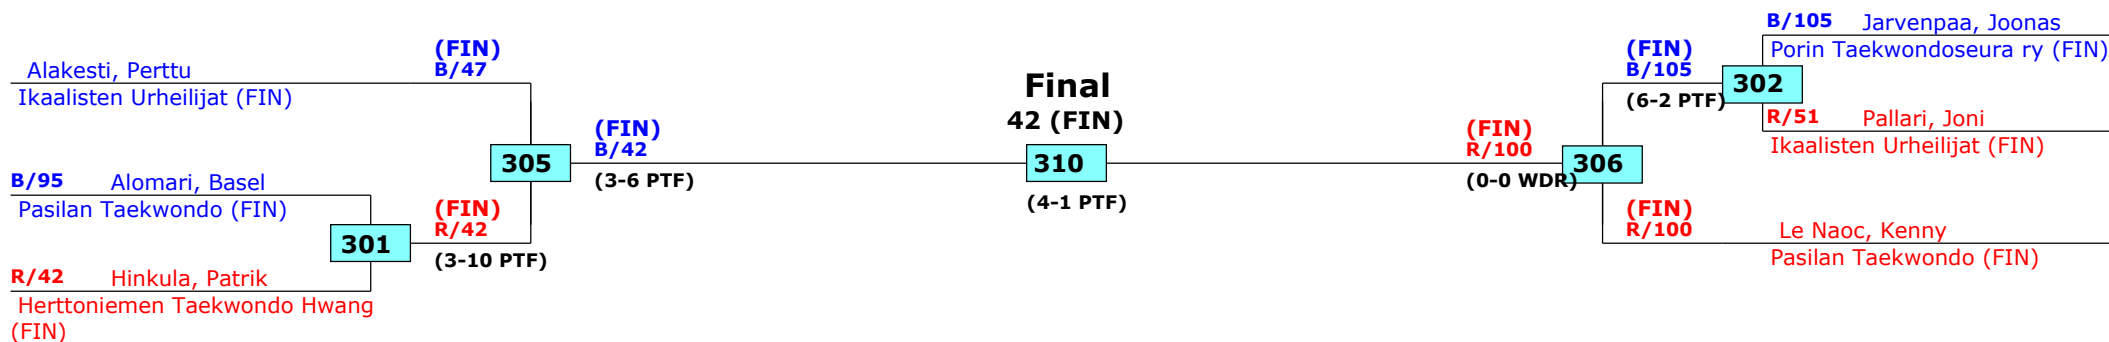 Alakesti, Perttu
Ikaalisten Urheilijat (FIN)
(FIN)
B/47
B/95 Alomari, Basel
Pasilan Taekwondo (FIN)
301
R/42 Hinkula, Patrik
Herttoniemen Taekwondo Hwang
(FIN)
(FIN)
R/42
(3-10 PTF)
305
(FIN)
B/42
(3-6 PTF)
Final
42 (FIN)
310
(4-1 PTF)
(FIN)
R/100
(0-0 WDR)
306
(FIN)
B/105
(6-2 PTF)
302
B/105 Jarvenpaa, Joonas
Porin Taekwondoseura ry (FIN)
R/51 Pallari, Joni
Ikaalisten Urheilijat (FIN)
(FIN)
R/100
Le Naoc, Kenny
Pasilan Taekwondo (FIN)